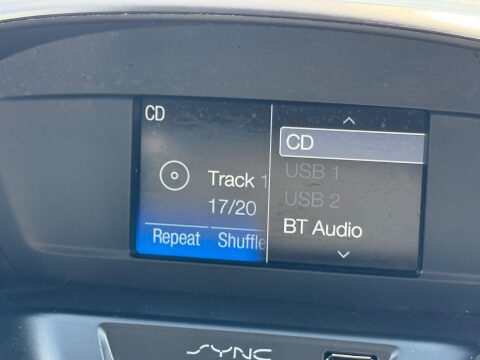 CD
Track 1
17/20
Repeat Shuffle
CD
USB 1
USB 2
BT Audio
SYNC